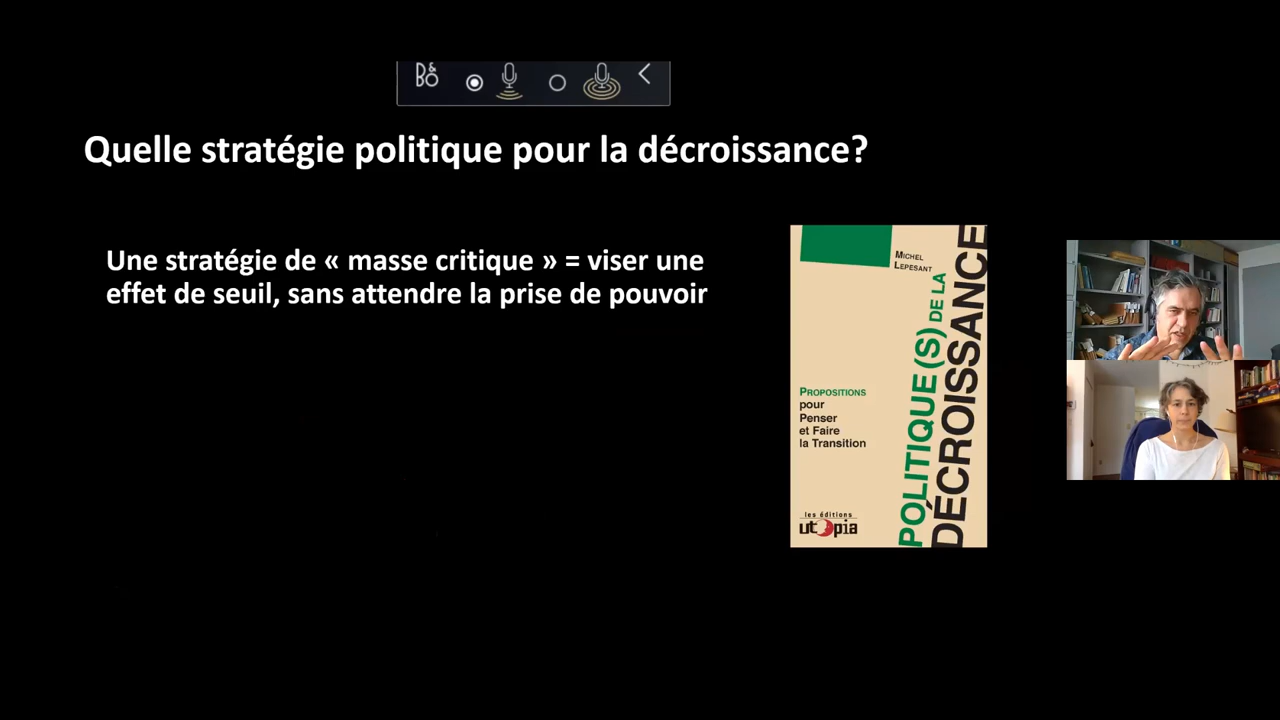 B&O
Quelle stratégie politique pour la décroissance?
Une stratégie de « masse critique » = viser une
effet de seuil, sans attendre la prise de pouvoir
MICHEL
LEPESANT
POLITIQUE(S) DE LA
DÉCROISSANCE
PROPOSITIONS
pour
Penser
et Faire
la Transition
les éditions
utopia